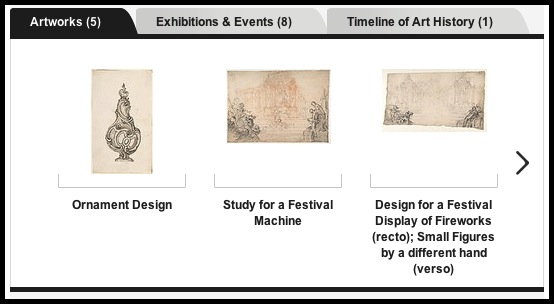 Artworks (5)
Exhibitions & Events (8)
Timeline of Art History (1)
Ornament Design
Study for a Festival
Machine
Design for a Festival
Display of Fireworks
(recto); Small Figures
by a different hand
(verso)